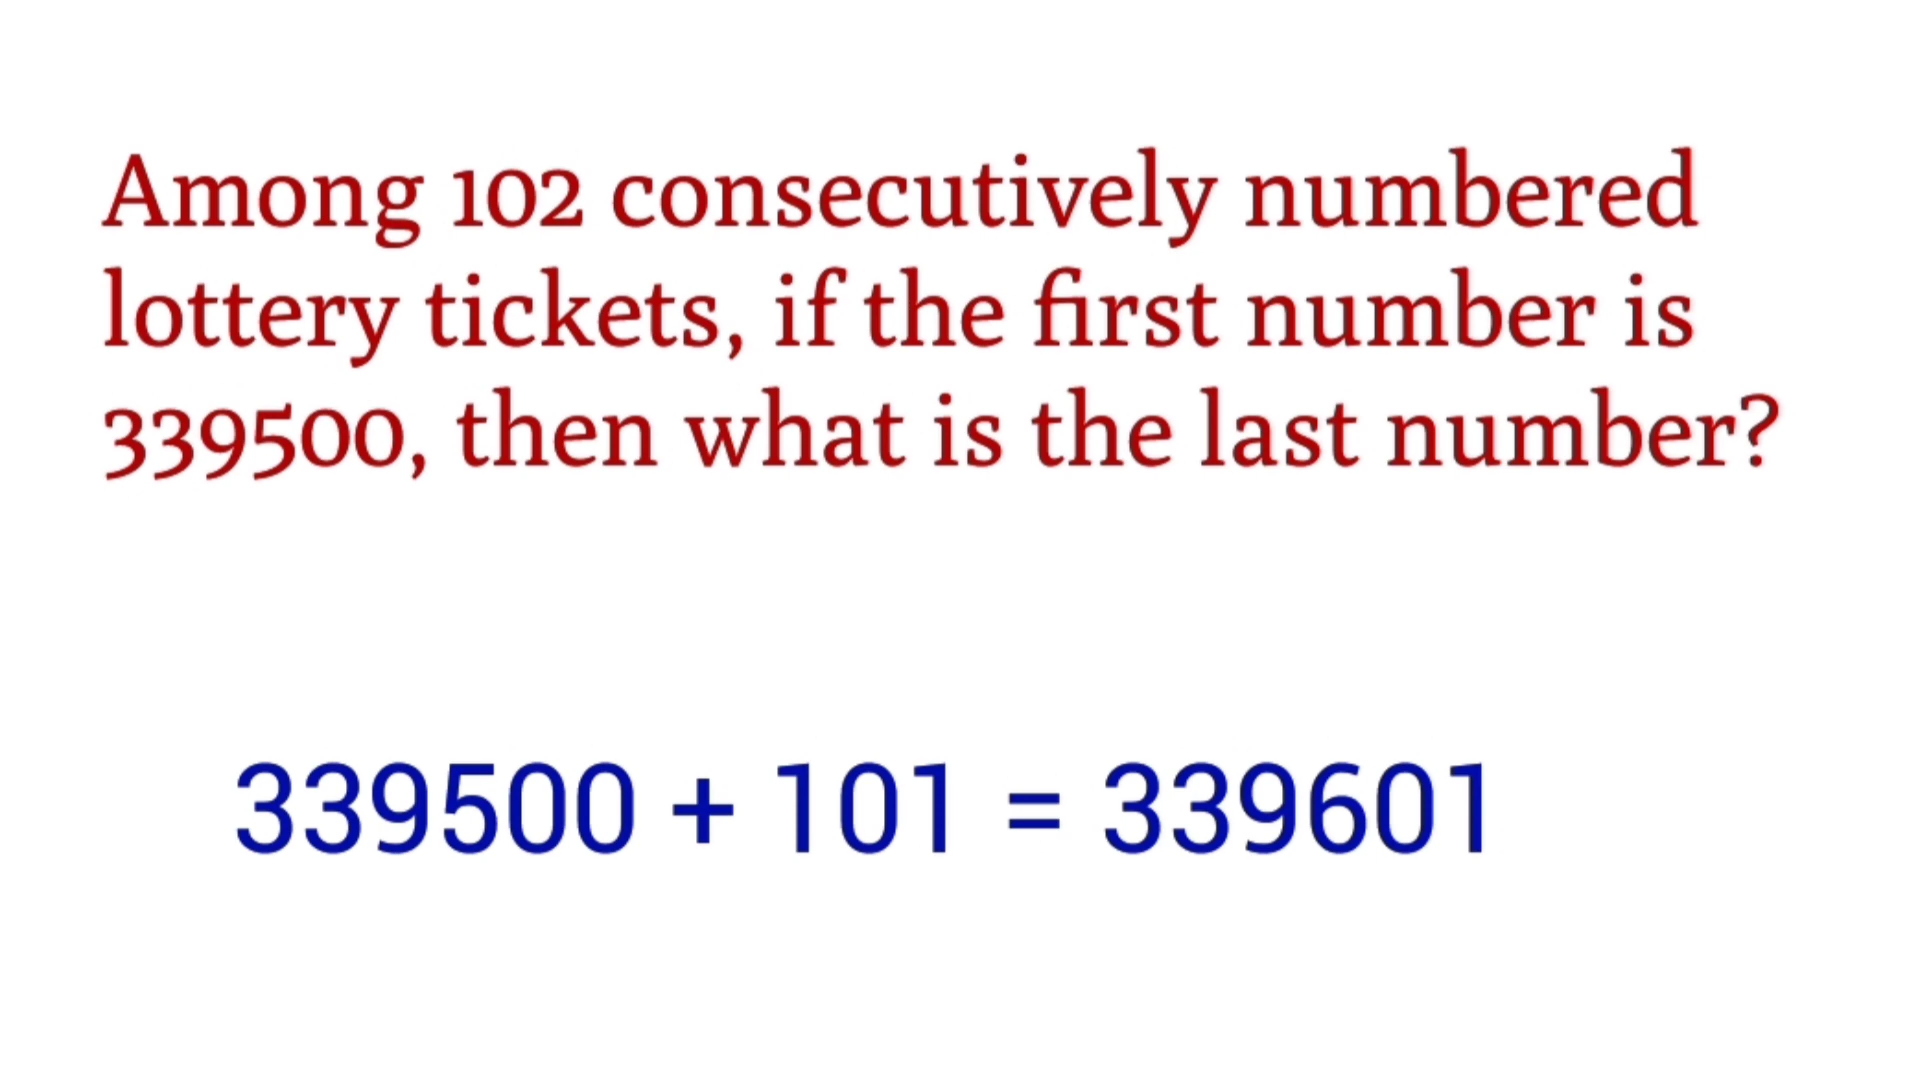 Among 102 consecutively numbered
lottery tickets, if the first number is
339500, then what is the last number?
339500 + 101 = 339601